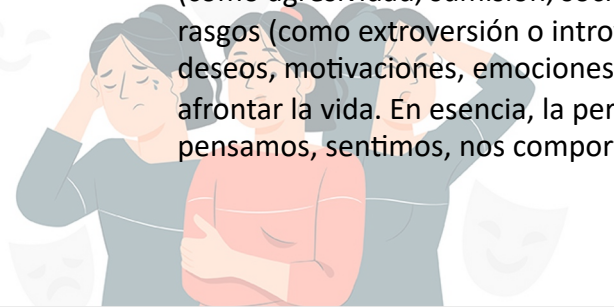 rasgos (como extroversión o intro
deseos, motivaciones, emociones
afrontar la vida. En esencia, la per
pensamos, sentimos, nos compor